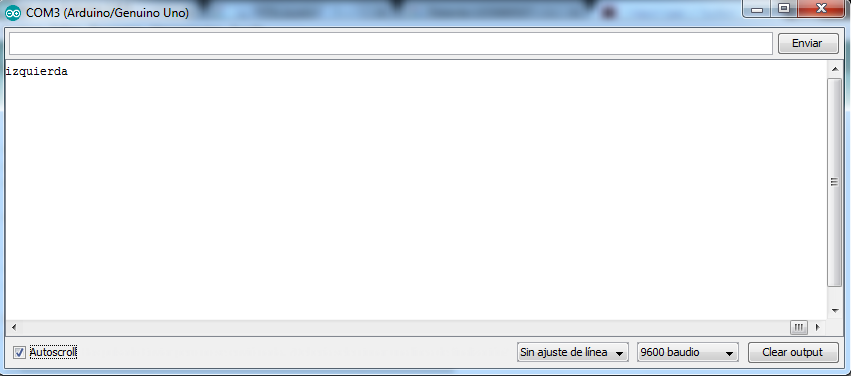 COM3 (Arduino/Genuino Uno)
Enviar
izquierda
Autoscroll
Sin ajuste de línea
9600 baudio
Clear output